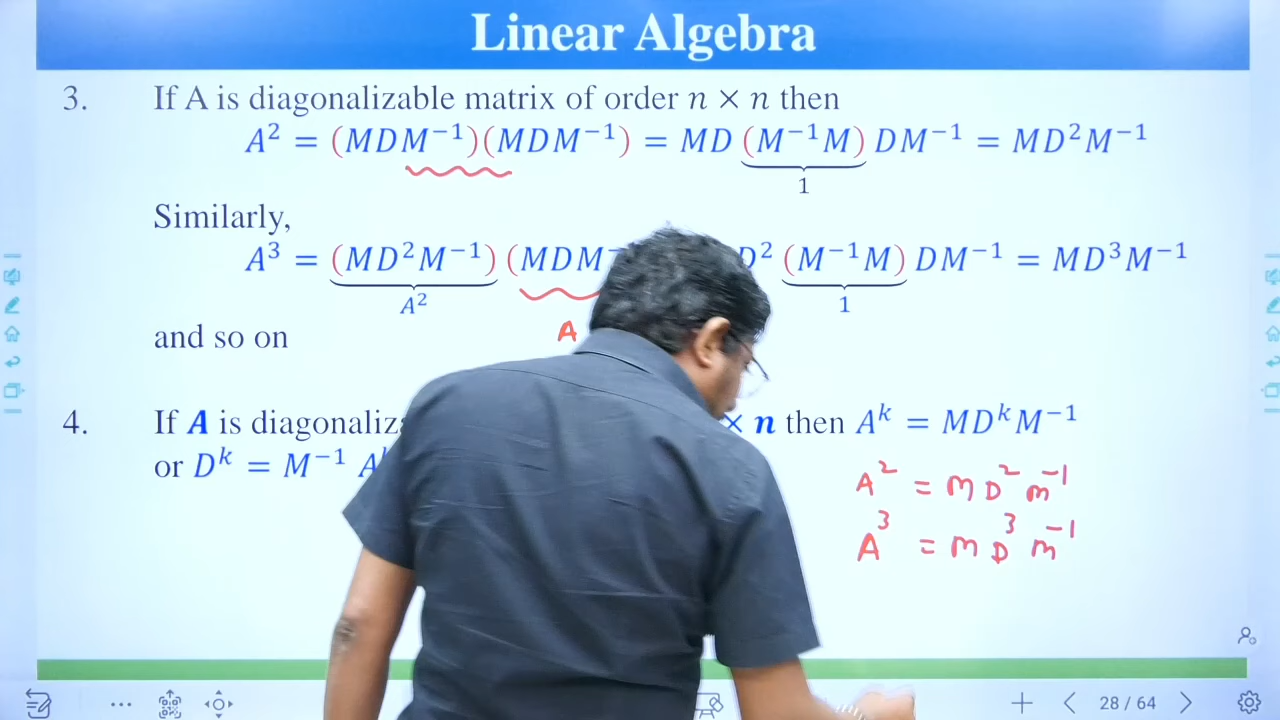 Linear Algebra
3. If A is diagonalizable matrix of order n × n then
A² = (MDM⁻¹)(MDM⁻¹) = MD (M⁻¹M) DM⁻¹ = MD²M⁻¹
1
Similarly,
A³ = (MD²M⁻¹) (MDM D² (M⁻¹M) DM⁻¹ = MD³M⁻¹
A² 1
A
and so on
4. If A is × n then Aᵏ = MDᵏM⁻¹
or Dᵏ = M⁻¹ A
A² = M D² M⁻¹
A³ = M D³ M⁻¹
28 / 64